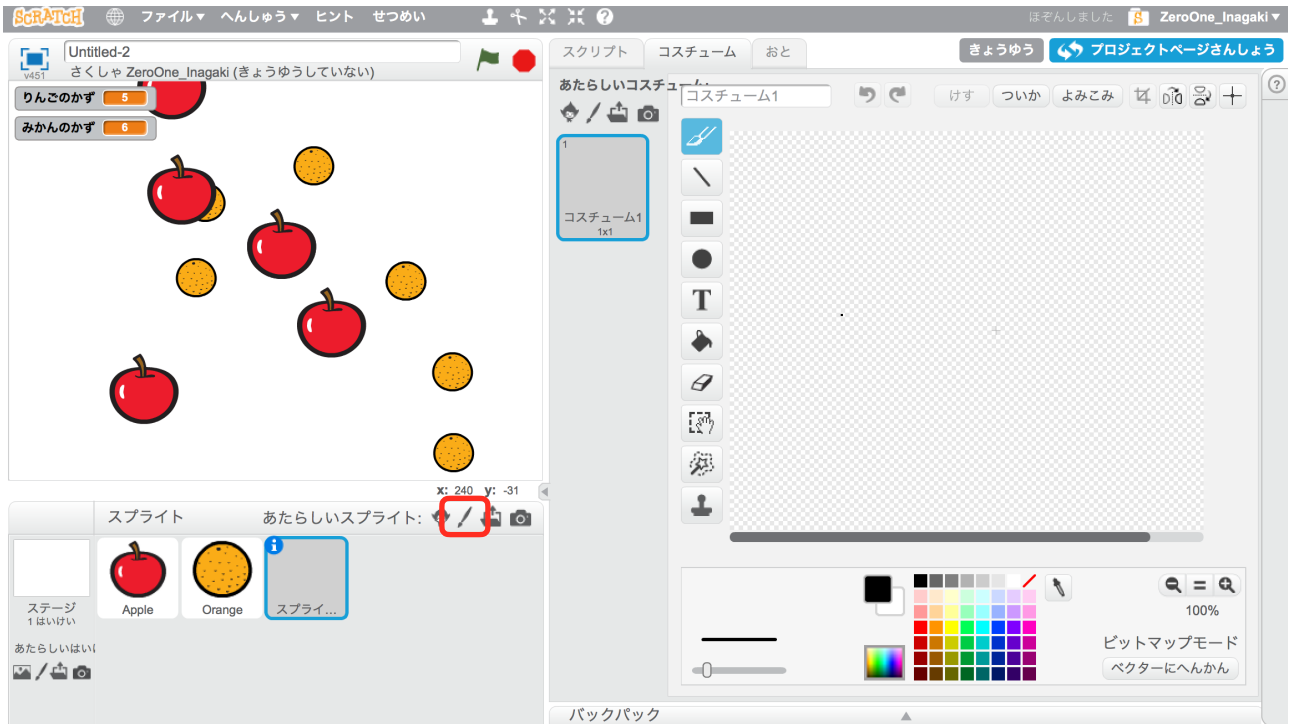 SCRATCH ファイル▼ へんしゅう▼ ヒント せつめい ほぞんしました ZeroOne_Inagaki▼
v451
Untitled-2
さくしゃ ZeroOne_Inagaki (きょうゆうしていない)
りんごのかず 5
みかんのかず 6
x: 240 y: -31
スプライト あたらしいスプライト:
ステージ
1 はいけい
あたらしいはい
Apple
Orange
スプライ...
スクリプト コスチューム おと
きょうゆう プロジェクトページさんしょう
あたらしいコスチューム:
1
コスチューム1
1x1
コスチューム1
けす ついか よみこみ
T
100%
ビットマップモード
ベクターにへんかん
バックパック